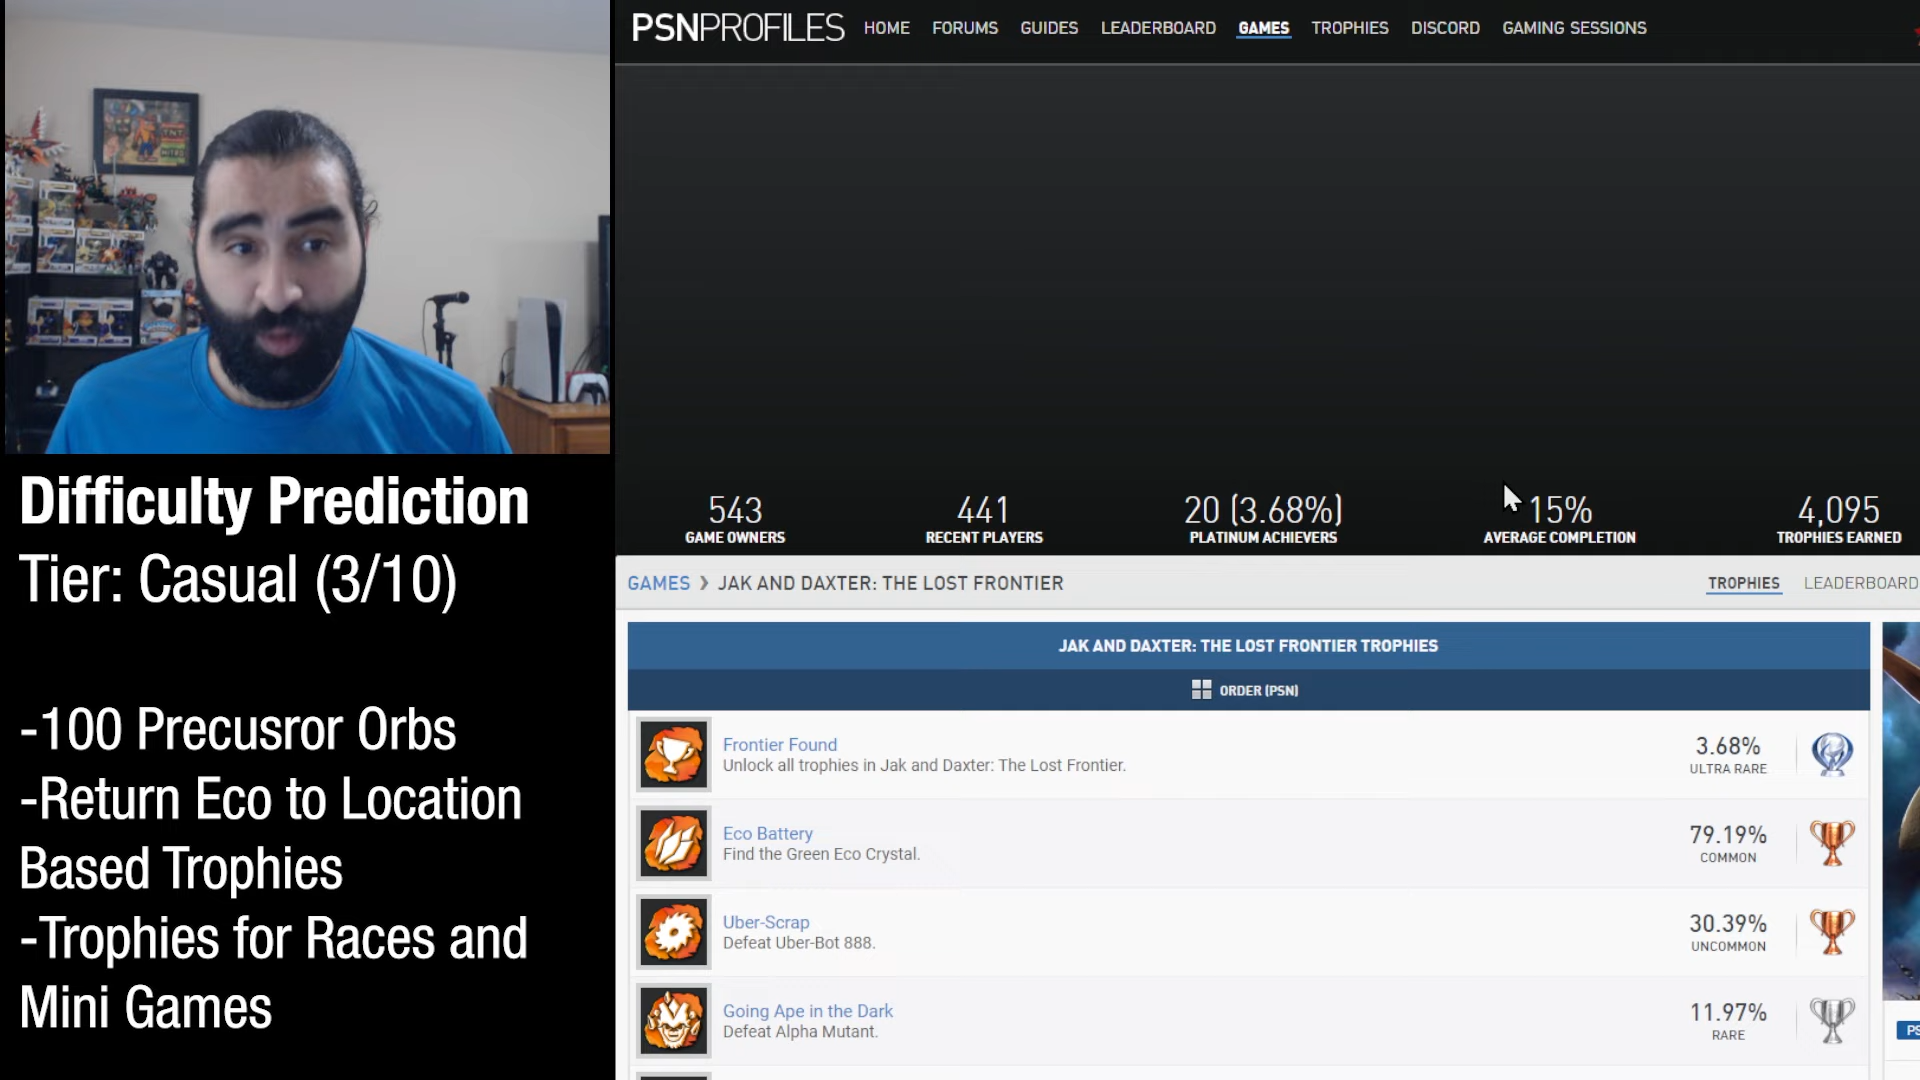 PSNPROFILES HOME FORUMS GUIDES LEADERBOARD GAMES TROPHIES DISCORD GAMING SESSIONS
TNT
NITRO
543
GAME OWNERS
441
RECENT PLAYERS
20 (3.68%)
PLATINUM ACHIEVERS
15%
AVERAGE COMPLETION
4,095
TROPHIES EARNED
GAMES > JAK AND DAXTER: THE LOST FRONTIER
TROPHIES LEADERBOARD
JAK AND DAXTER: THE LOST FRONTIER TROPHIES
ORDER (PSN)
Frontier Found
Unlock all trophies in Jak and Daxter: The Lost Frontier.
3.68%
ULTRA RARE
Eco Battery
Find the Green Eco Crystal.
79.19%
COMMON
Uber-Scrap
Defeat Uber-Bot 888.
30.39%
UNCOMMON
Going Ape in the Dark
Defeat Alpha Mutant.
11.97%
RARE
PS
Difficulty Prediction
Tier: Casual (3/10)
-100 Precusror Orbs
-Return Eco to Location
Based Trophies
-Trophies for Races and
Mini Games